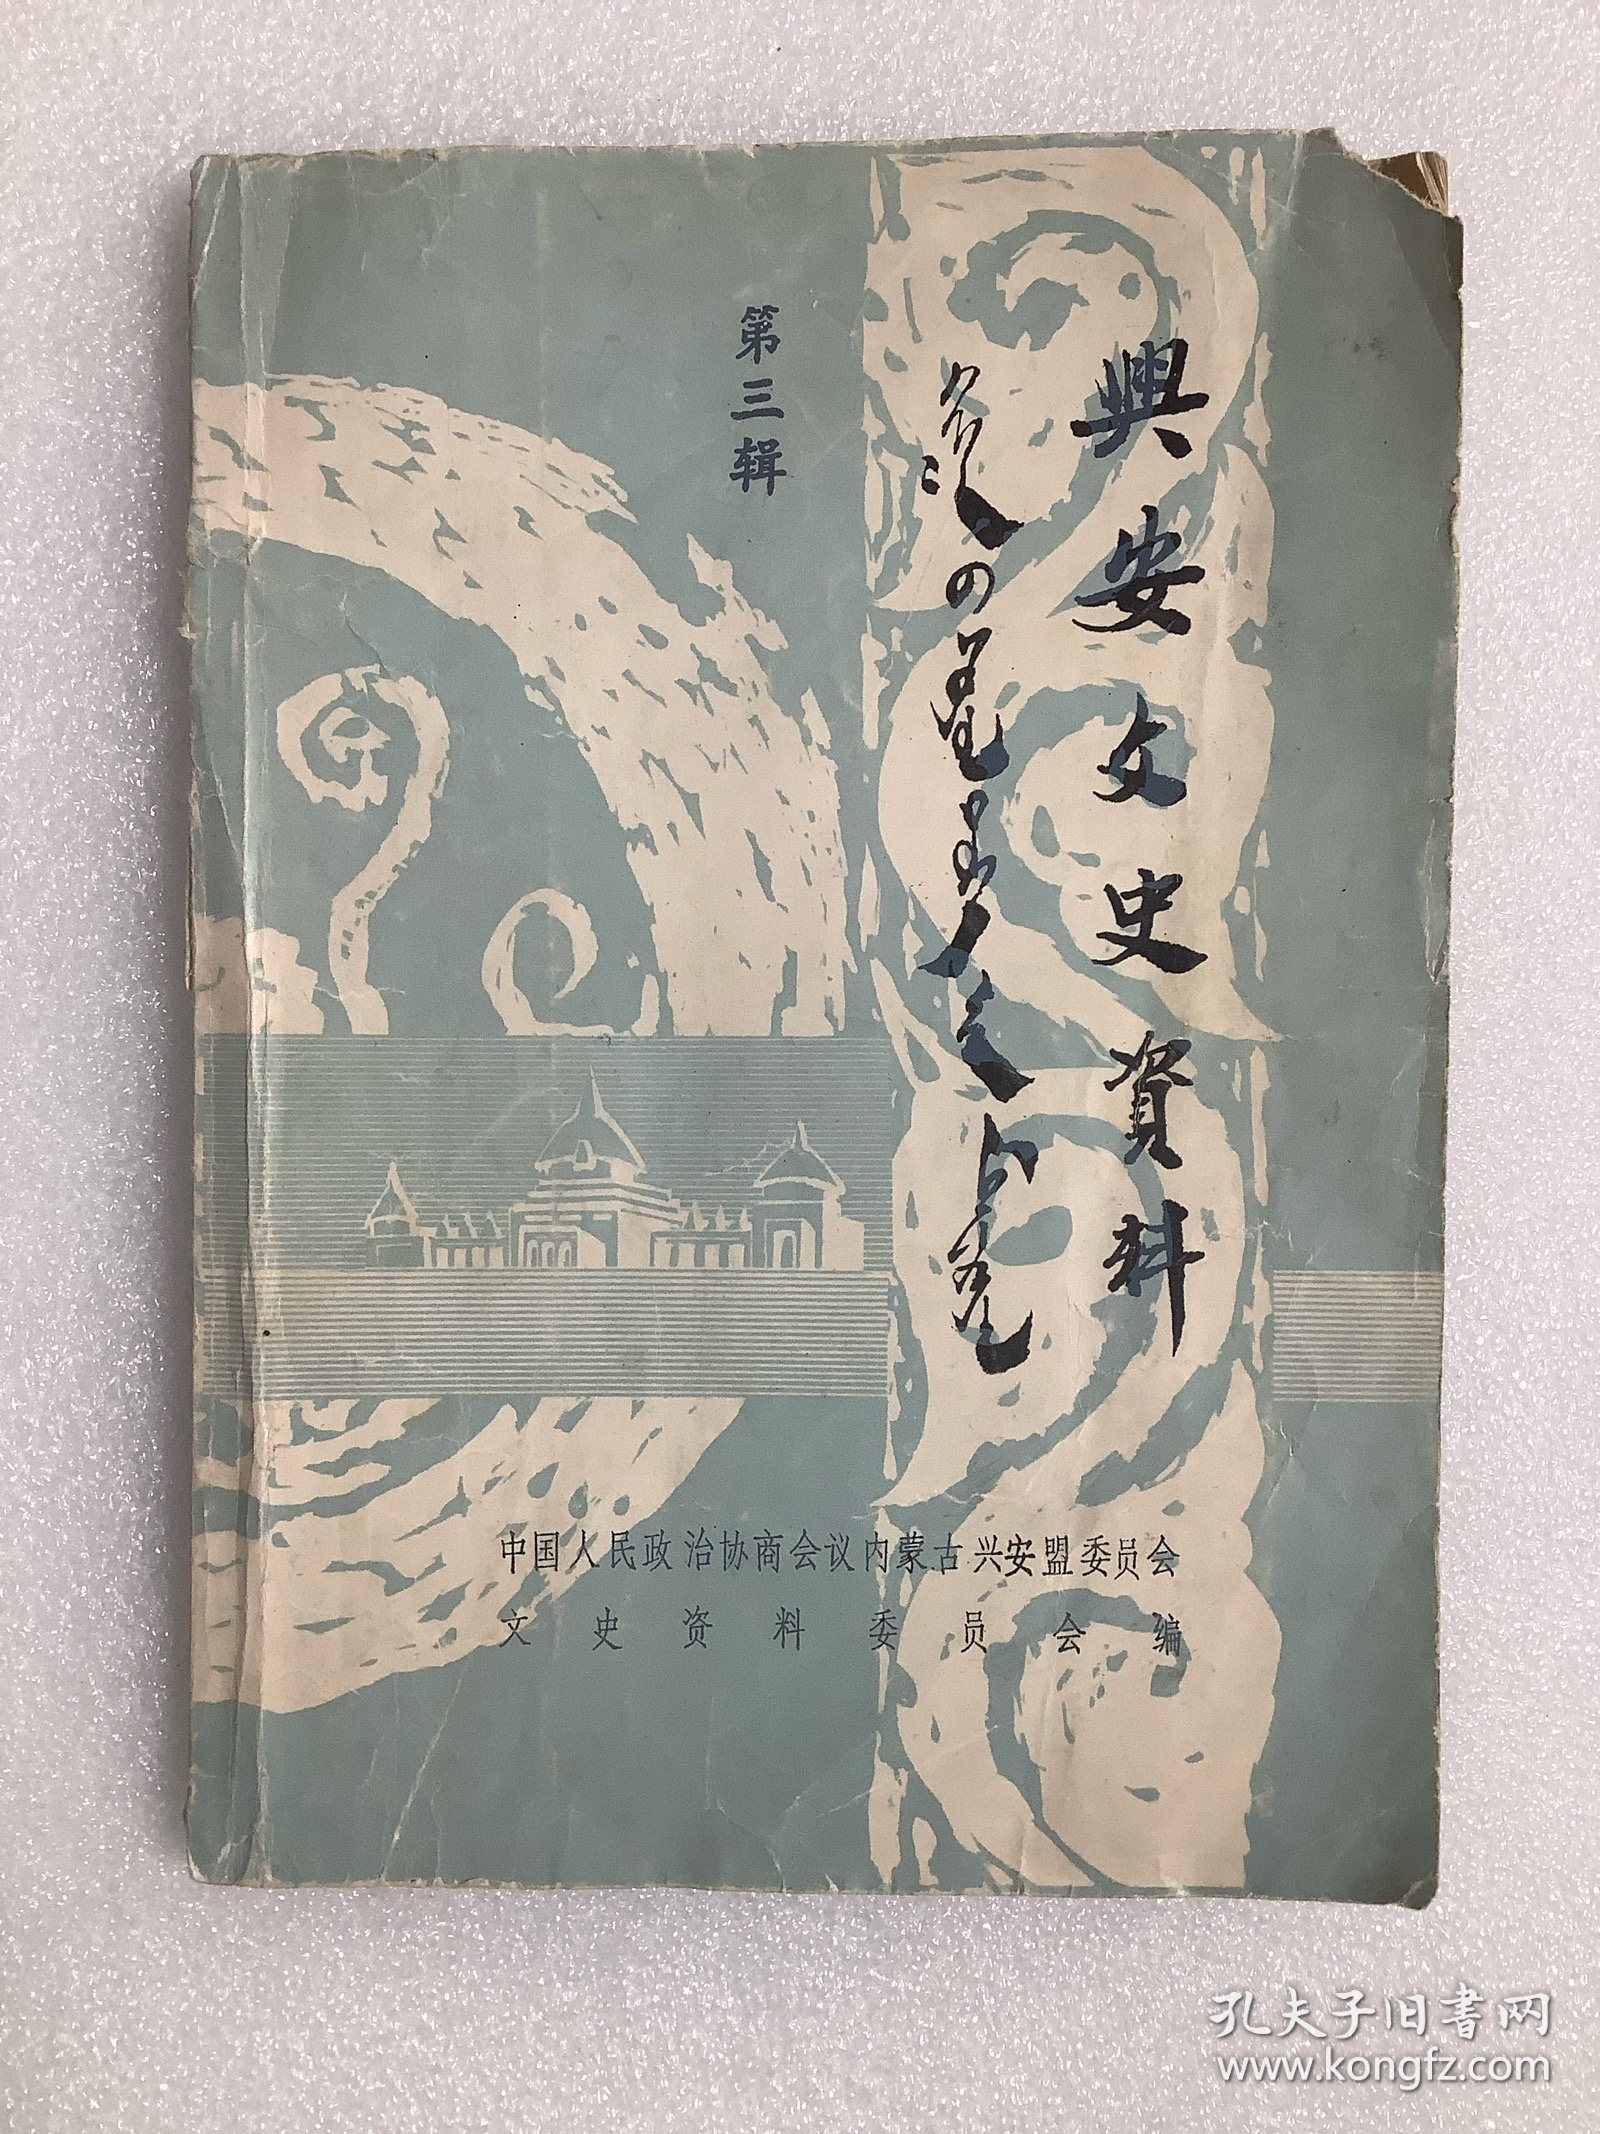 興安文史資料
第三辑
中国人民政治协商会议内蒙古兴安盟委员会
文史资料委员会编
孔夫子旧书网
www.kongfz.com